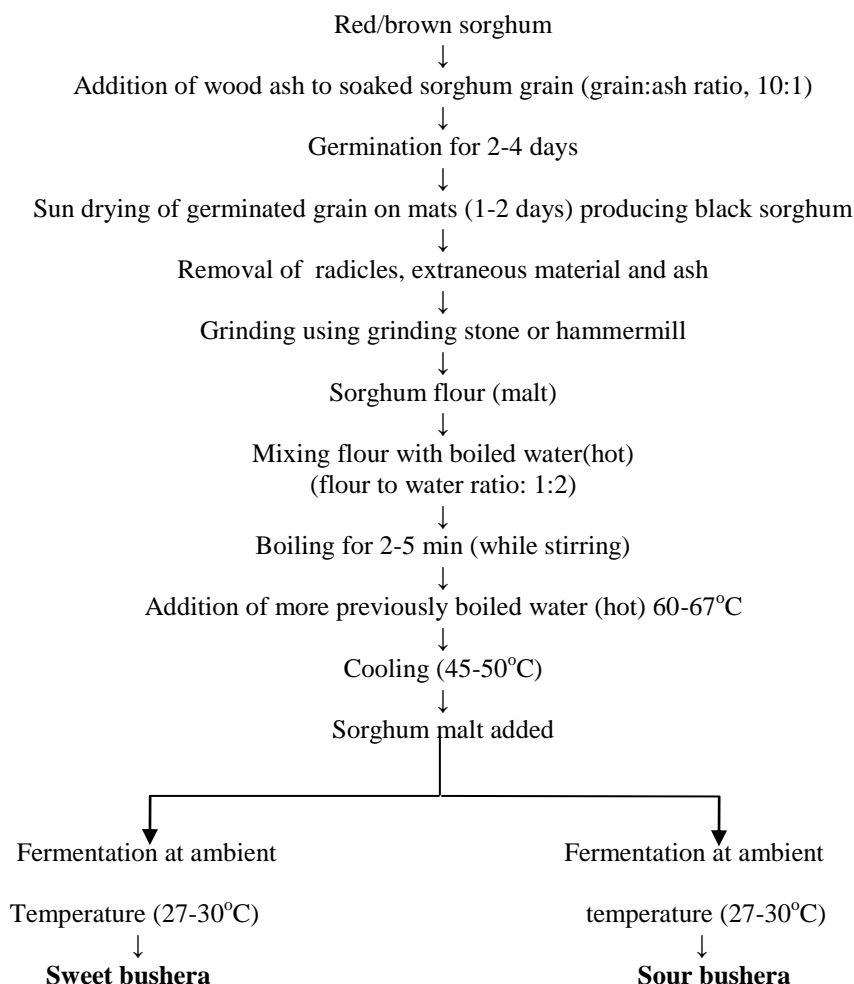 Red/brown sorghum
↓
Addition of wood ash to soaked sorghum grain (grain:ash ratio, 10:1)
↓
Germination for 2-4 days
↓
Sun drying of germinated grain on mats (1-2 days) producing black sorghum
↓
Removal of radicles, extraneous material and ash
↓
Grinding using grinding stone or hammermill
↓
Sorghum flour (malt)
↓
Mixing flour with boiled water(hot)
(flour to water ratio: 1:2)
↓
Boiling for 2-5 min (while stirring)
↓
Addition of more previously boiled water (hot) 60-67°C
↓
Cooling (45-50°C)
↓
Sorghum malt added
Fermentation at ambient
Temperature (27-30°C)
↓
Sweet bushera
Fermentation at ambient
temperature (27-30°C)
↓
Sour bushera